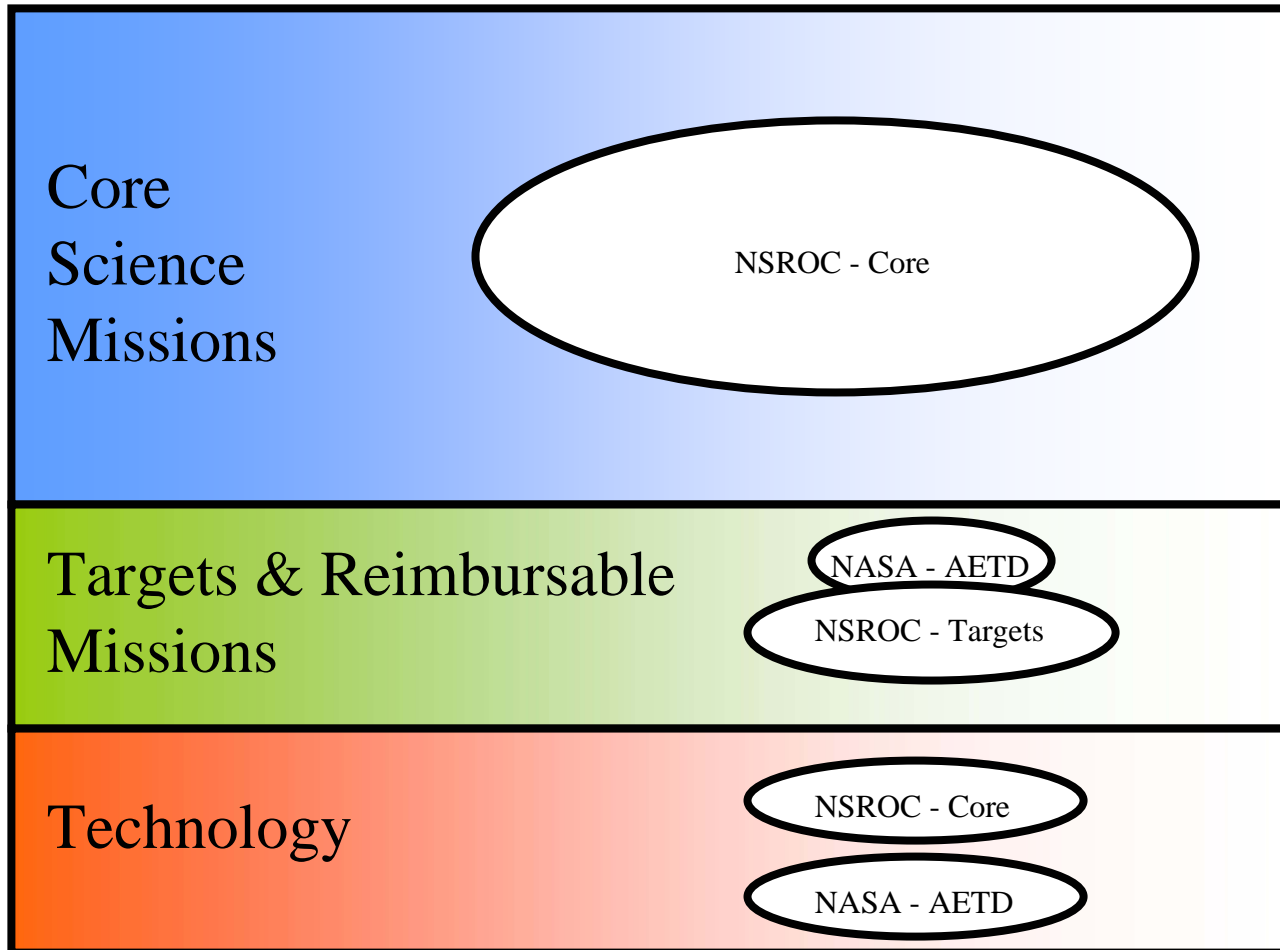 Core
Science
Missions
NSROC - Core
Targets & Reimbursable
Missions
NASA - AETD
NSROC - Targets
Technology
NSROC - Core
NASA - AETD